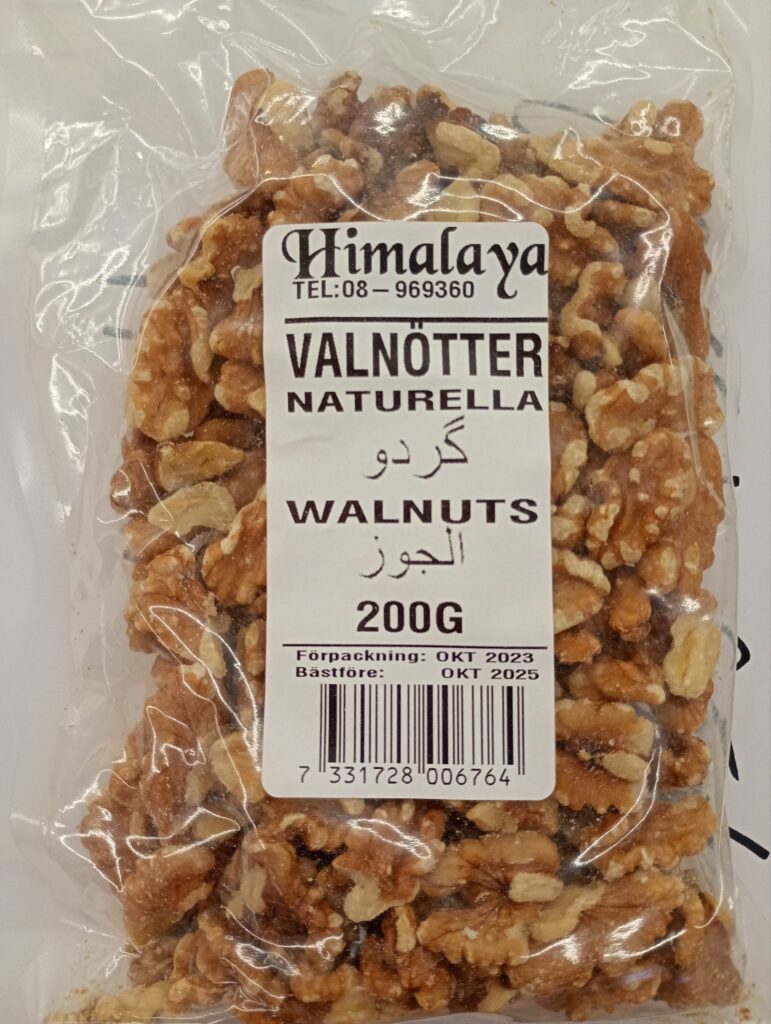 Himalaya
TEL:08–969360
VALNÖTTER
NATURELLA
گردو
WALNUTS
الجوز
200G
Förpackning: OKT 2023
Bästföre: OKT 2025
7 331728 006764